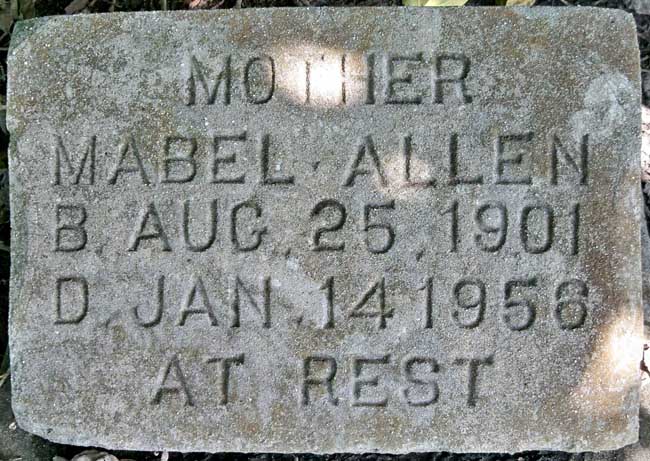 MOTHER
MABEL ALLEN
B. AUG. 25, 1901
D. JAN. 14 1956
AT REST